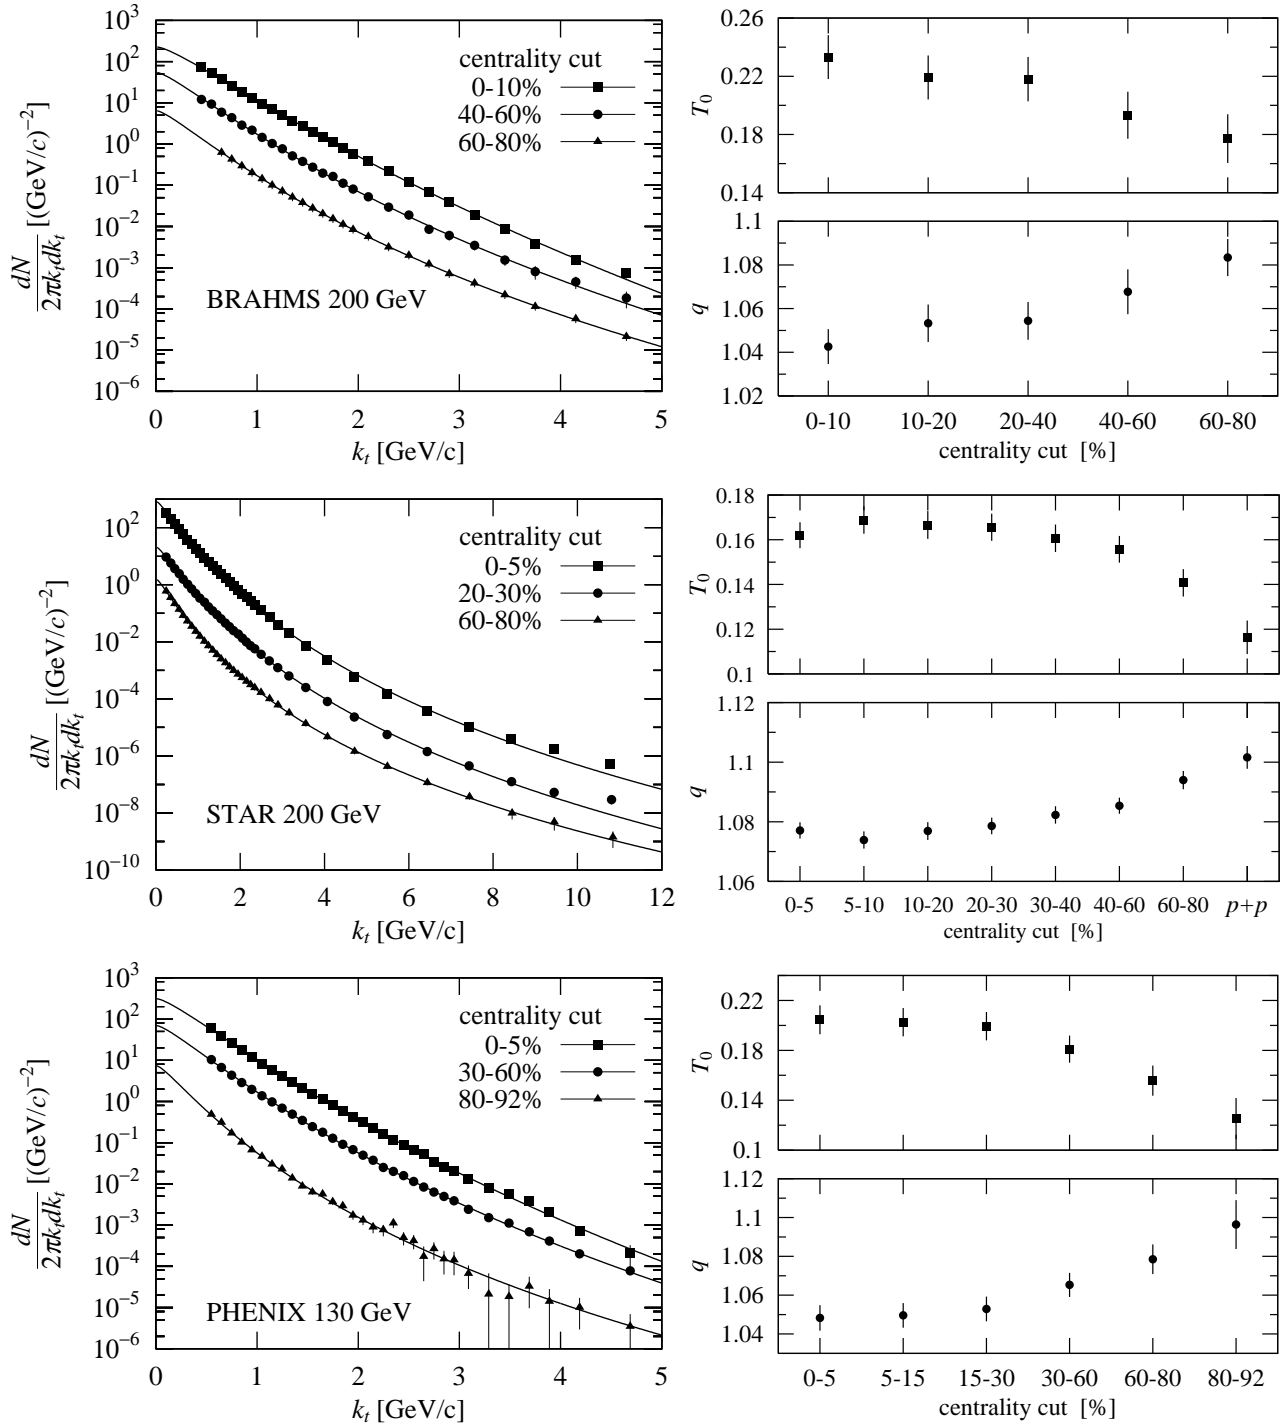 10^3
10^2
10^1
10^0
10^−1
10^−2
10^−3
10^−4
10^−5
10^−6
dN
2πk_t dk_t
[(GeV/c)^−2]
centrality cut
0-10%
40-60%
60-80%
BRAHMS 200 GeV
0 1 2 3 4 5
k_t [GeV/c]
0.26
0.22
0.18
0.14
T_0
1.1
1.08
1.06
1.04
1.02
q
0-10 10-20 20-40 40-60 60-80
centrality cut [%]
10^2
10^0
10^−2
10^−4
10^−6
10^−8
10^−10
dN
2πk_t dk_t
[(GeV/c)^−2]
centrality cut
0-5%
20-30%
60-80%
STAR 200 GeV
0 2 4 6 8 10 12
k_t [GeV/c]
0.18
0.16
0.14
0.12
0.1
T_0
1.12
1.1
1.08
1.06
q
0-5 5-10 10-20 20-30 30-40 40-60 60-80 p+p
centrality cut [%]
10^3
10^2
10^1
10^0
10^−1
10^−2
10^−3
10^−4
10^−5
10^−6
dN
2πk_t dk_t
[(GeV/c)^−2]
centrality cut
0-5%
30-60%
80-92%
PHENIX 130 GeV
0 1 2 3 4 5
k_t [GeV/c]
0.22
0.18
0.14
0.1
T_0
1.12
1.1
1.08
1.06
1.04
q
0-5 5-15 15-30 30-60 60-80 80-92
centrality cut [%]